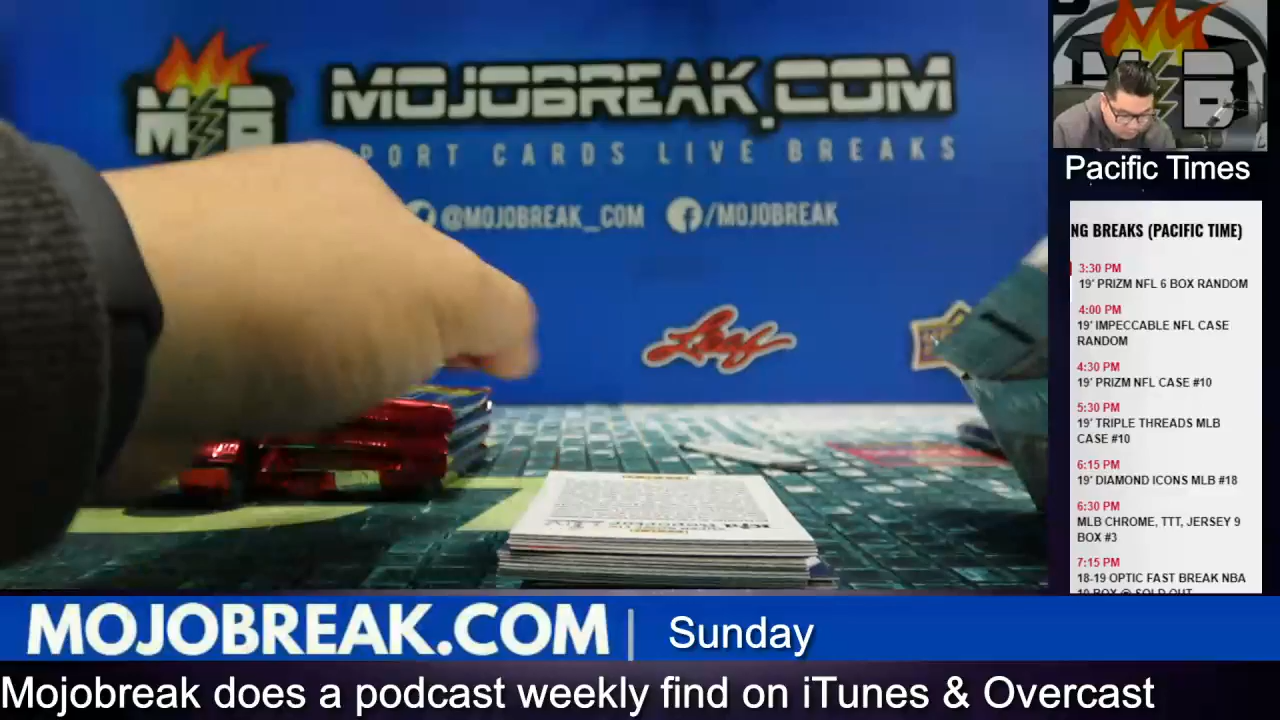 MOJOBREAK.COM
PORT CARDS LIVE BREAKS
@MOJOBREAK_COM /MOJOBREAK
Leaf
M B
Pacific Times
NG BREAKS (PACIFIC TIME)
3:30 PM
19' PRIZM NFL 6 BOX RANDOM
4:00 PM
19' IMPECCABLE NFL CASE
RANDOM
4:30 PM
19' PRIZM NFL CASE #10
5:30 PM
19' TRIPLE THREADS MLB
CASE #10
6:15 PM
19' DIAMOND ICONS MLB #18
6:30 PM
MLB CHROME, TTT, JERSEY 9
BOX #3
7:15 PM
18-19 OPTIC FAST BREAK NBA
MOJOBREAK.COM | Sunday
Mojobreak does a podcast weekly find on iTunes & Overcast